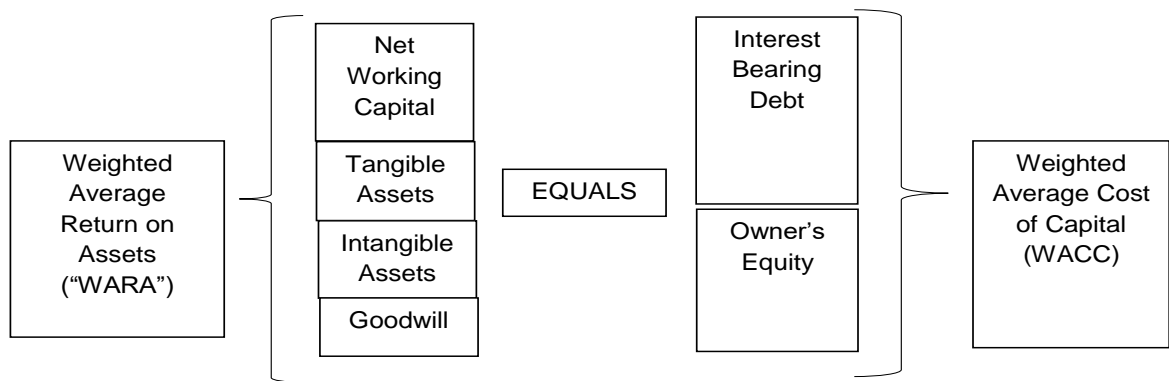 Weighted
Average
Return on
Assets
(“WARA”)
Net
Working
Capital
Tangible
Assets
Intangible
Assets
Goodwill
EQUALS
Interest
Bearing
Debt
Owner’s
Equity
Weighted
Average Cost
of Capital
(WACC)